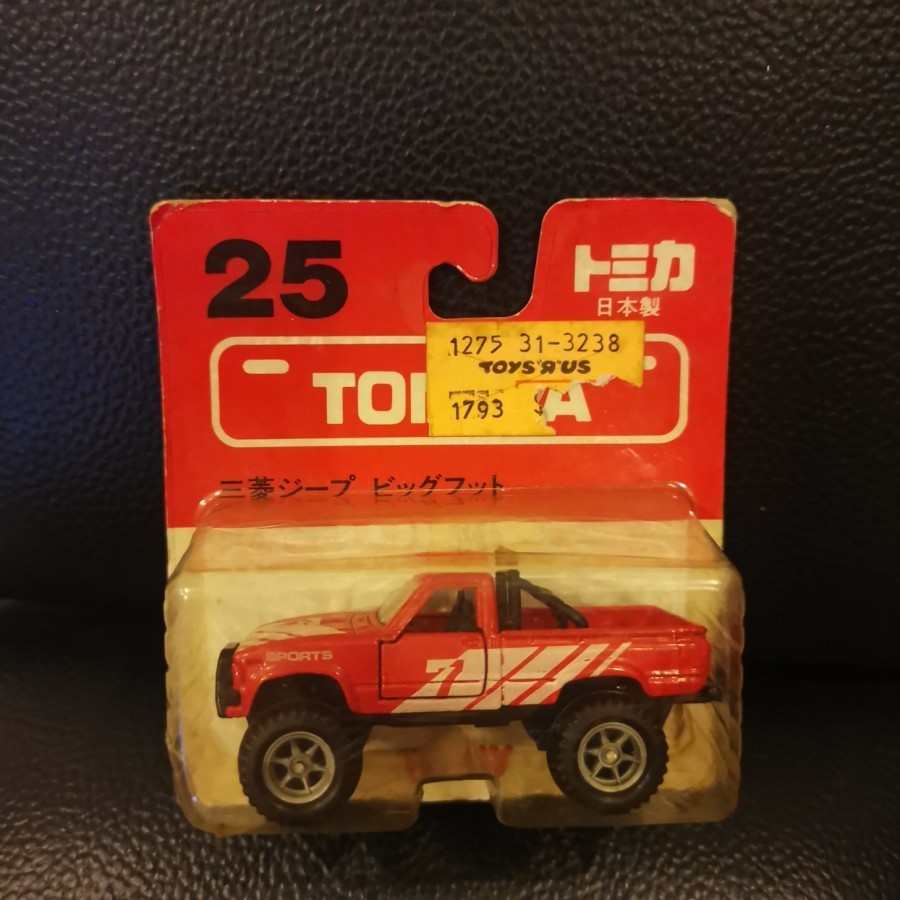 25
トミカ
日本製
1275 31-3238
TOYS"Я"US
1793
TO
A
三菱ジープ ビッグフット
SPORTS
7